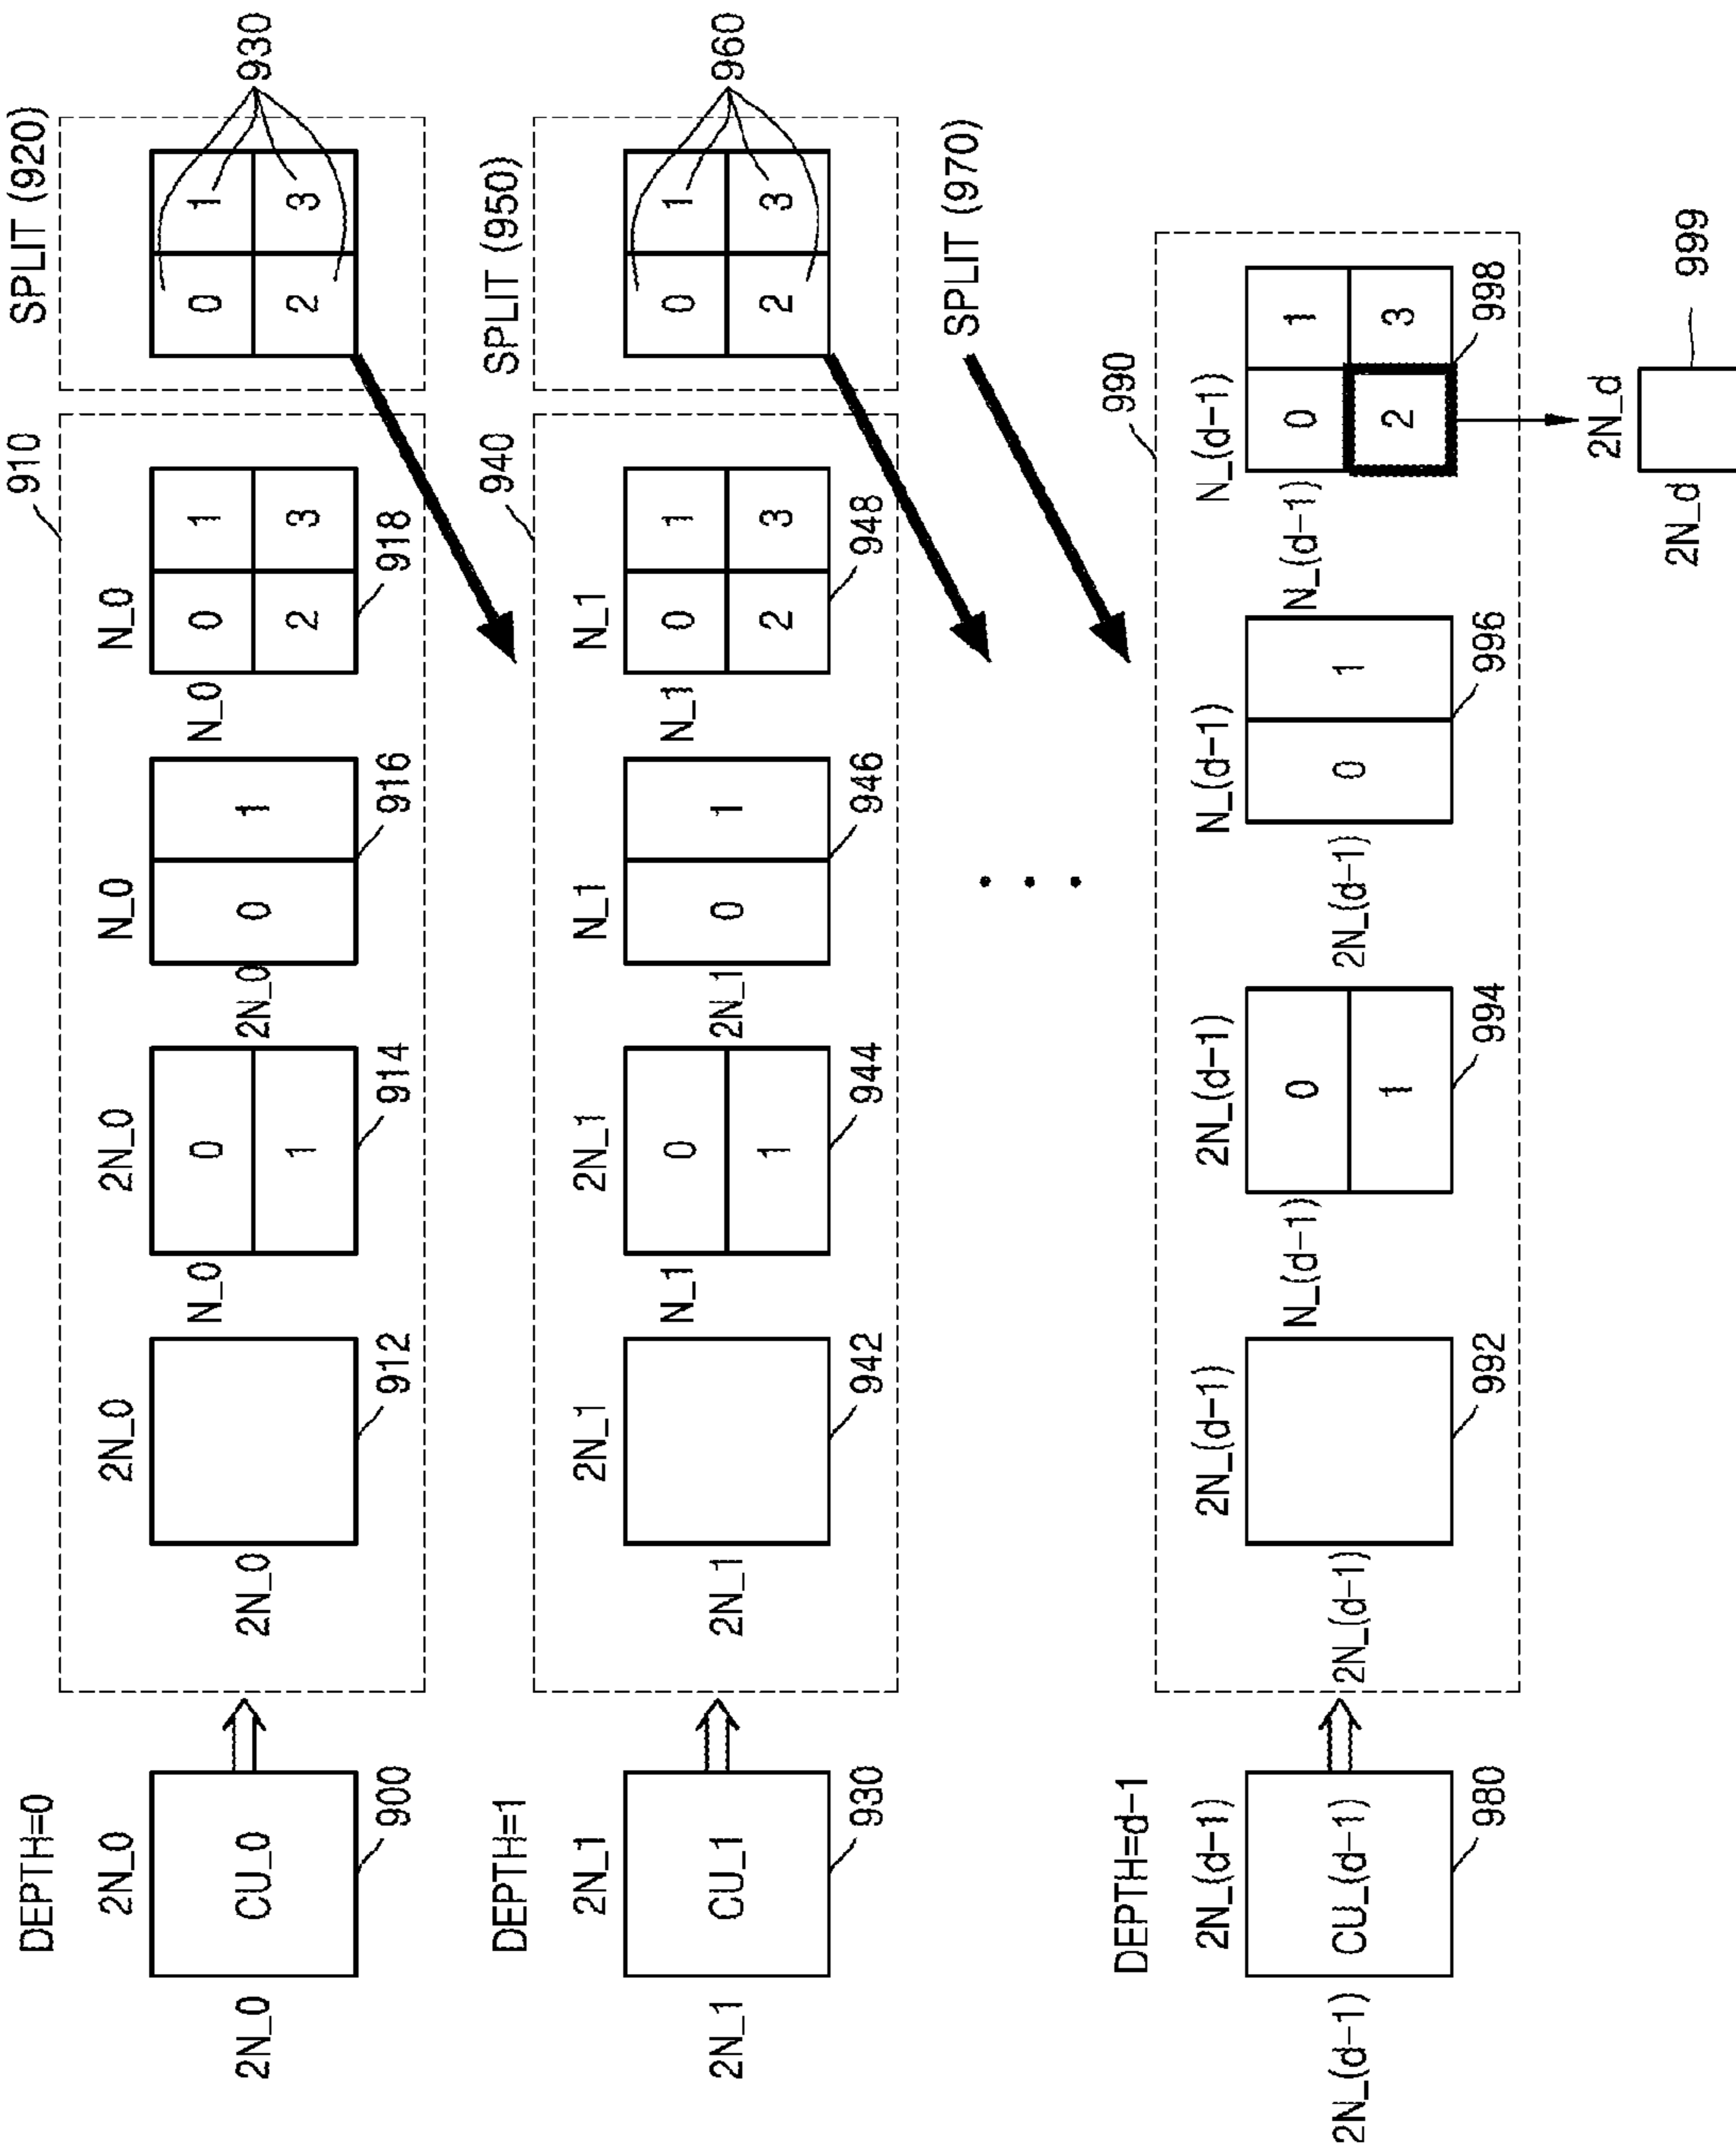 DEPTH=0
2N_0
2N_0
CU_0
900
910
2N_0
2N_0
912
2N_0
N_0
0
1
914
N_0
2N_0
0
1
916
N_0
N_0
0
1
2
3
918
SPLIT (920)
0
1
2
3
930
DEPTH=1
2N_1
2N_1
CU_1
930
940
2N_1
2N_1
942
2N_1
N_1
0
1
944
N_1
2N_1
0
1
946
N_1
N_1
0
1
2
3
948
SPLIT (950)
0
1
2
3
960
SPLIT (970)
DEPTH=d-1
2N_(d-1)
2N_(d-1)
CU_(d-1)
980
990
2N_(d-1)
2N_(d-1)
992
2N_(d-1)
N_(d-1)
0
1
994
N_(d-1)
2N_(d-1)
0
1
996
N_(d-1)
N_(d-1)
0
1
2
3
998
2N_d
2N_d
999